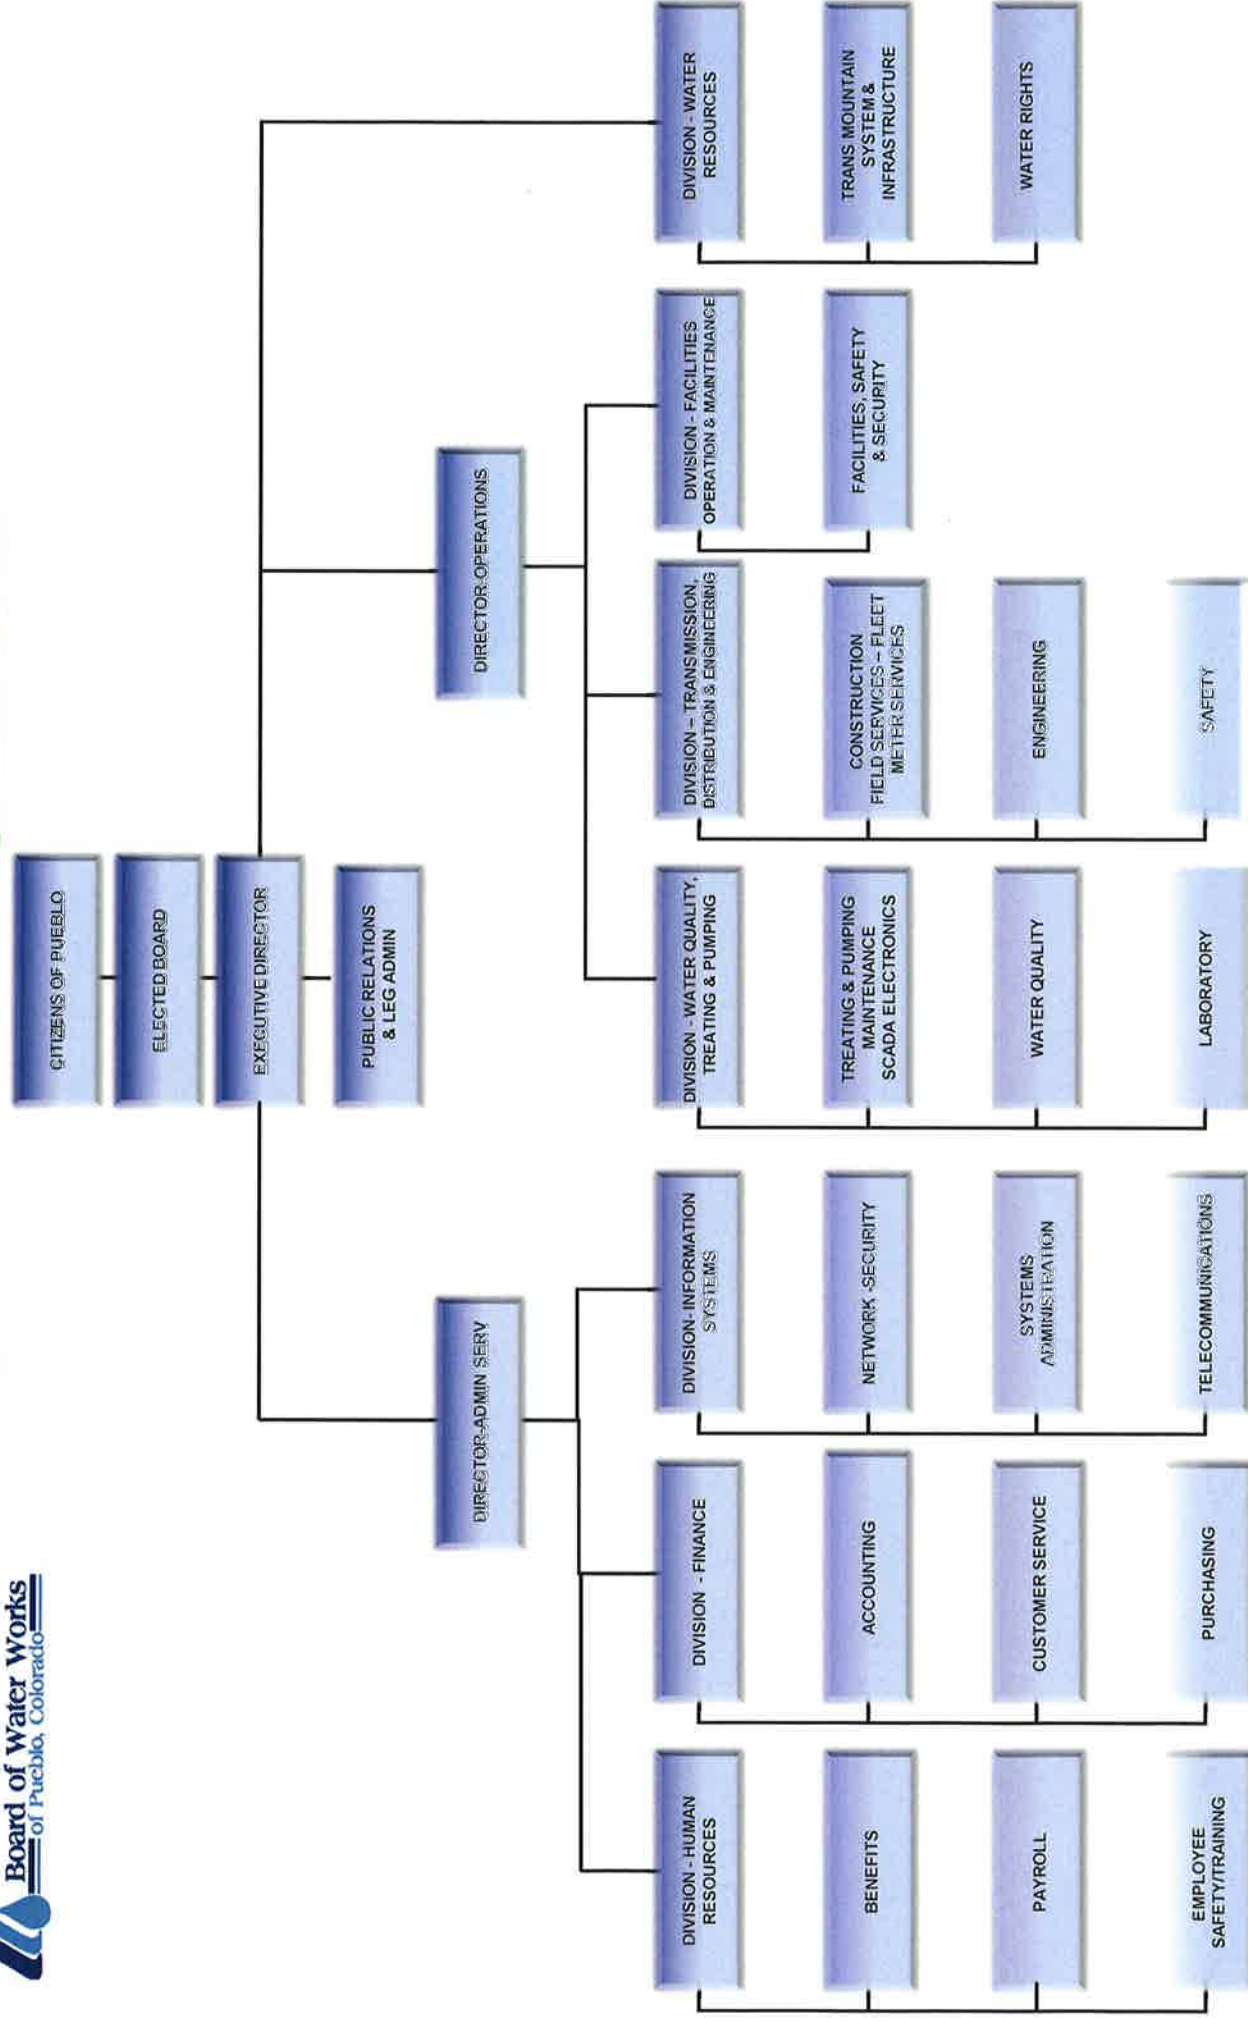 Board of Water Works
of Pueblo, Colorado
CITIZENS OF PUEBLO
ELECTED BOARD
EXECUTIVE DIRECTOR
PUBLIC RELATIONS
& LEG ADMIN
DIRECTOR-ADMIN SERV
DIRECTOR-OPERATIONS
DIVISION - HUMAN
RESOURCES
BENEFITS
PAYROLL
EMPLOYEE
SAFETY/TRAINING
DIVISION - FINANCE
ACCOUNTING
CUSTOMER SERVICE
PURCHASING
DIVISION- INFORMATION
SYSTEMS
NETWORK -SECURITY
SYSTEMS
ADMINISTRATION
TELECOMMUNICATIONS
DIVISION - WATER QUALITY,
TREATING & PUMPING
TREATING & PUMPING
MAINTENANCE
SCADA ELECTRONICS
WATER QUALITY
LABORATORY
DIVISION – TRANSMISSION,
DISTRIBUTION & ENGINEERING
CONSTRUCTION
FIELD SERVICES – FLEET
METER SERVICES
ENGINEERING
SAFETY
DIVISION - FACILITIES
OPERATION & MAINTENANCE
FACILITIES, SAFETY
& SECURITY
DIVISION - WATER
RESOURCES
TRANS MOUNTAIN
SYSTEM &
INFRASTRUCTURE
WATER RIGHTS